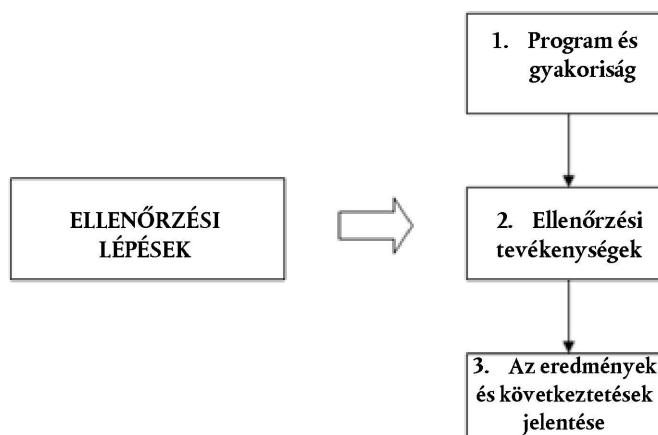 1. Program és
gyakoriság
ELLENŐRZÉSI
LÉPÉSEK
2. Ellenőrzési
tevékenységek
3. Az eredmények
és következtetések
jelentése